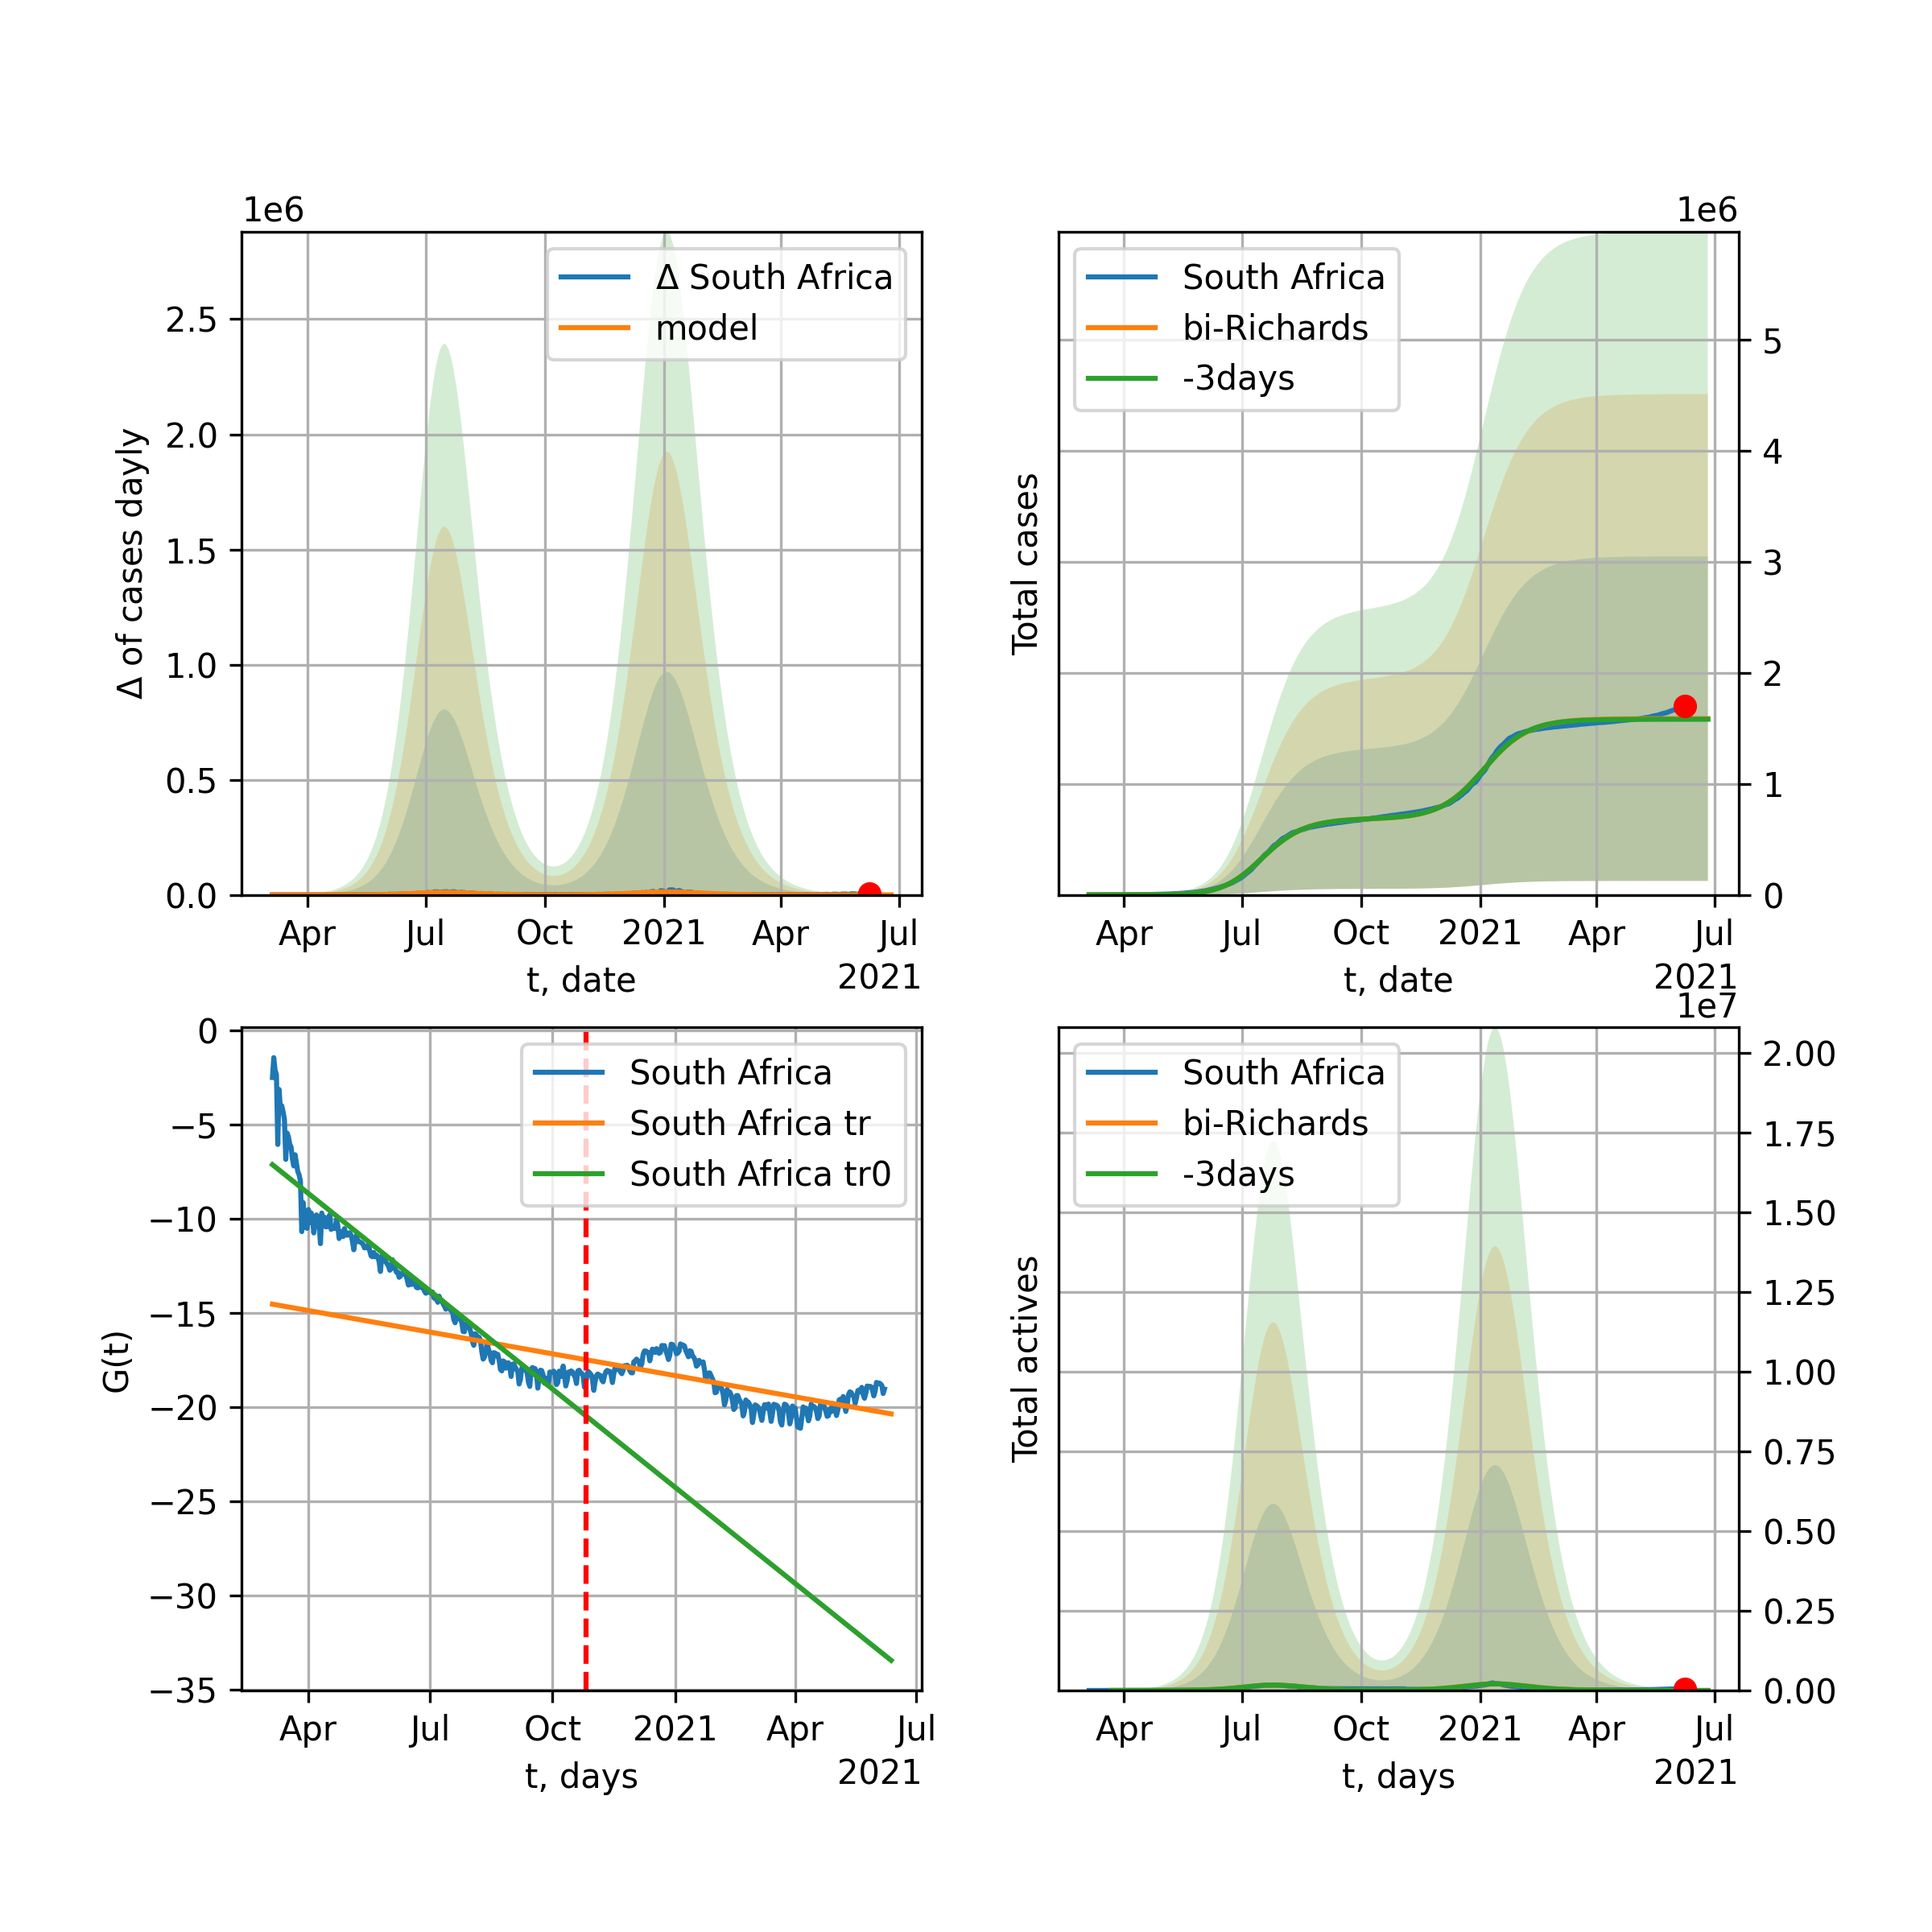 1e6
Δ of cases dayly
2.5
2.0
1.5
1.0
0.5
0.0
Δ South Africa
model
Apr
Jul
Oct
2021
Apr
Jul
2021
t, date
1e6
Total cases
South Africa
bi-Richards
-3days
5
4
3
2
1
0
Apr
Jul
Oct
2021
Apr
Jul
2021
t, date
G(t)
0
−5
−10
−15
−20
−25
−30
−35
South Africa
South Africa tr
South Africa tr0
Apr
Jul
Oct
2021
Apr
Jul
2021
t, days
1e7
Total actives
South Africa
bi-Richards
-3days
2.00
1.75
1.50
1.25
1.00
0.75
0.50
0.25
0.00
Apr
Jul
Oct
2021
Apr
Jul
2021
t, days